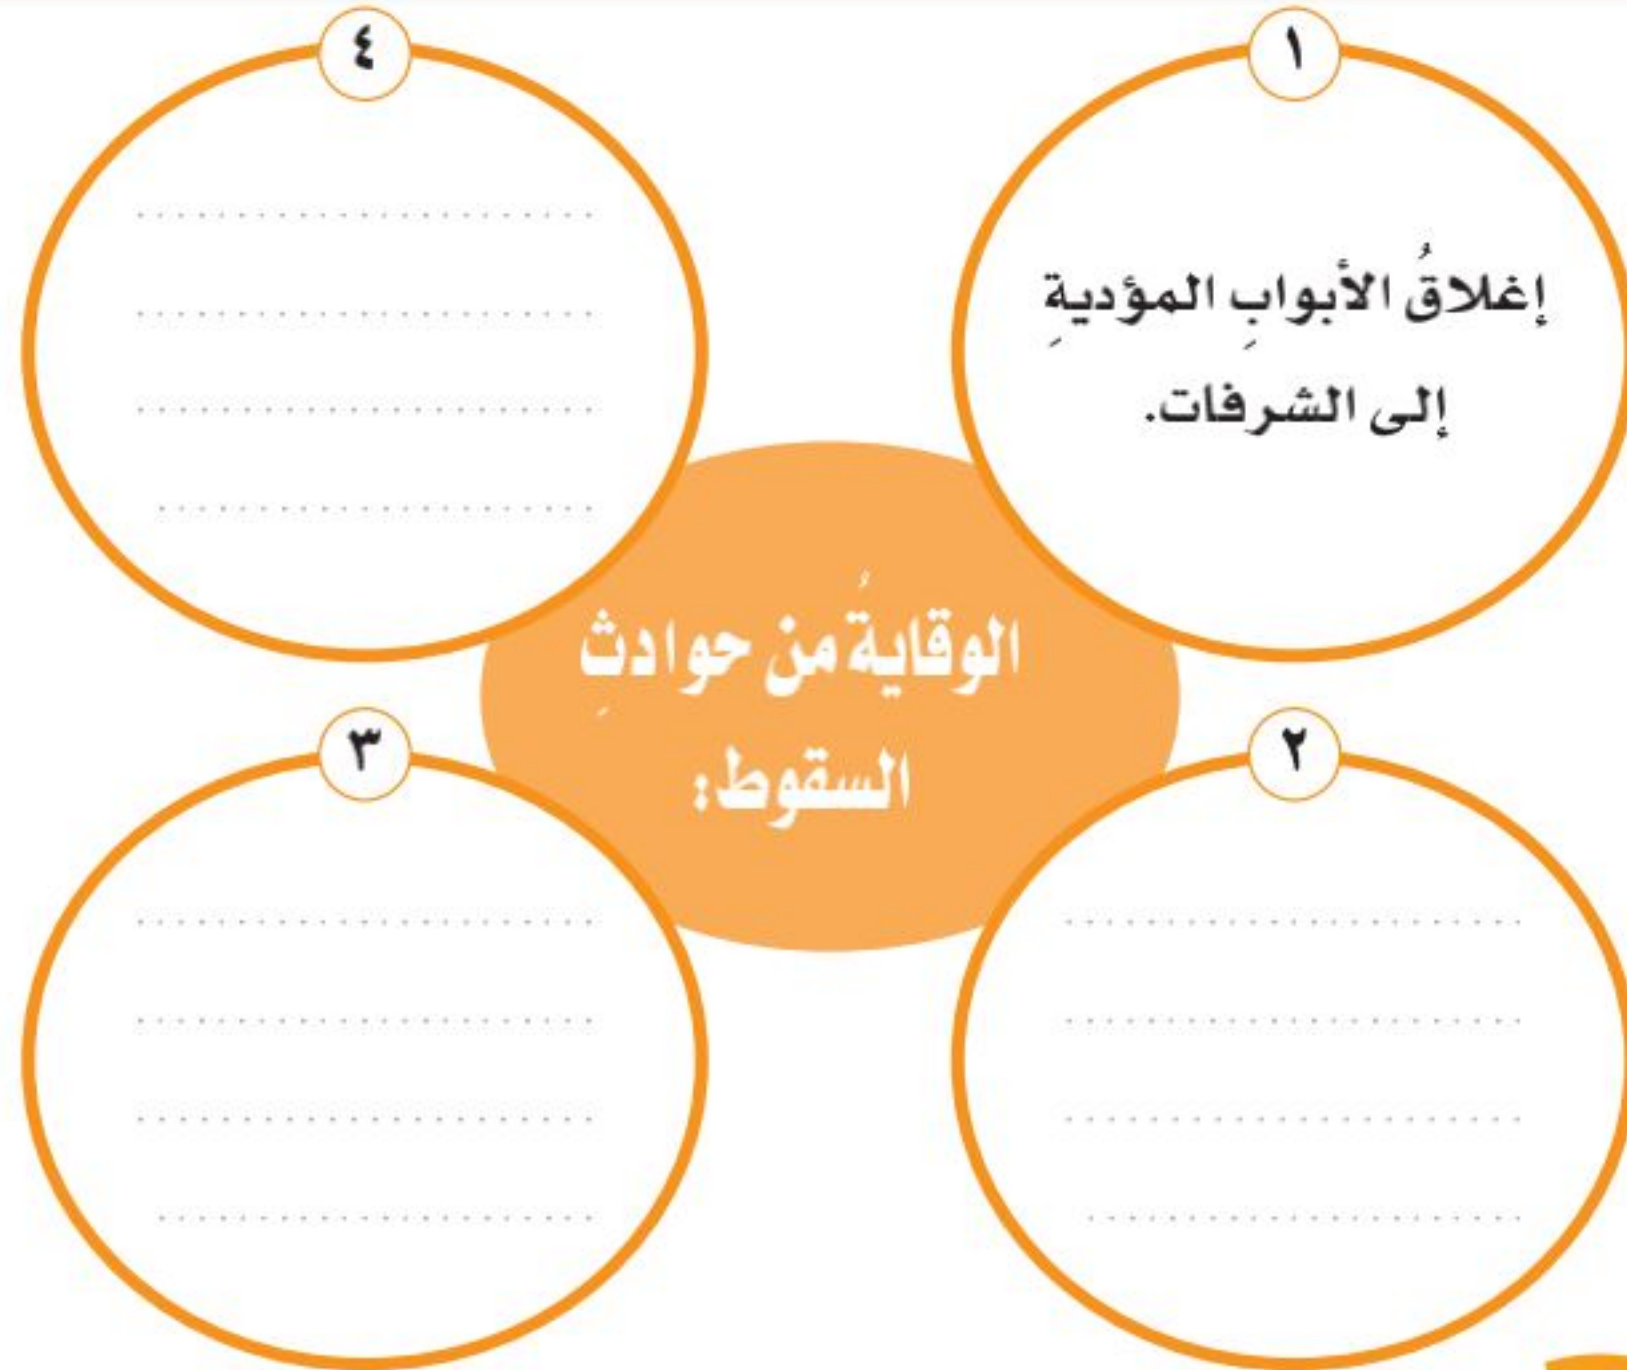 ١
إغلاقُ الأبوابِ المؤديةِ
إلى الشرفات.
٤
الوقايةُ من حوادثِ
السقوط:
٢
٣